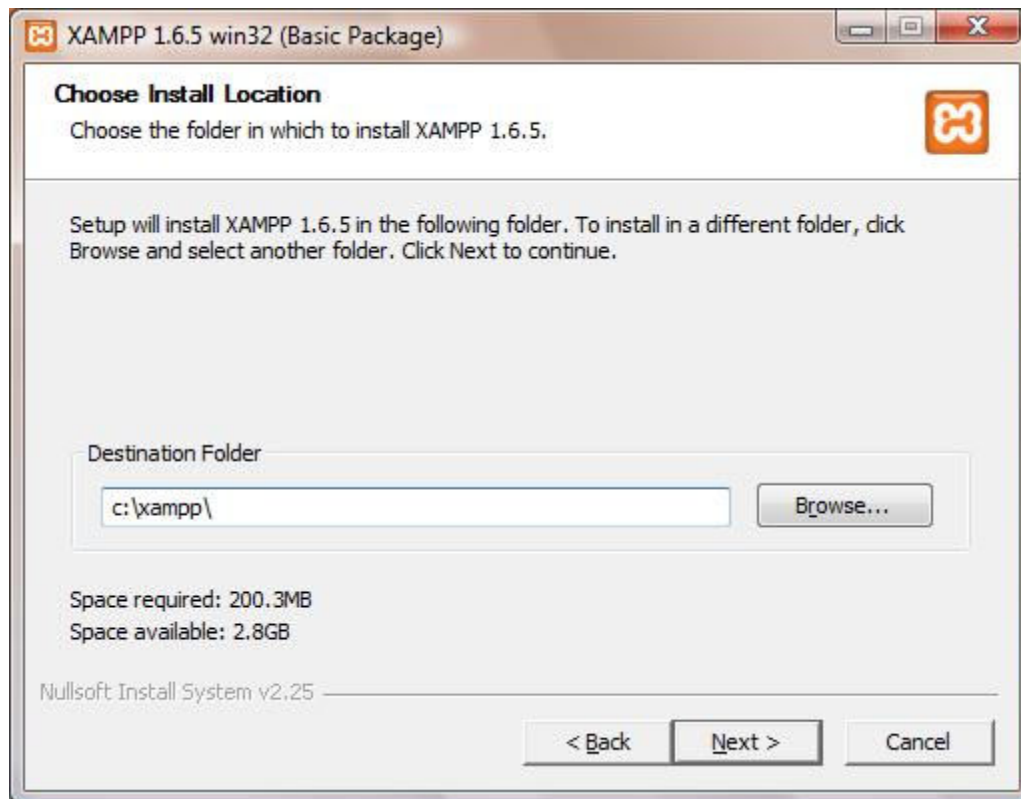 XAMPP 1.6.5 win32 (Basic Package)
Choose Install Location
Choose the folder in which to install XAMPP 1.6.5.
Setup will install XAMPP 1.6.5 in the following folder. To install in a different folder, click
Browse and select another folder. Click Next to continue.
Destination Folder
c:\xampp\
Browse...
Space required: 200.3MB
Space available: 2.8GB
Nullsoft Install System v2.25
< Back
Next >
Cancel